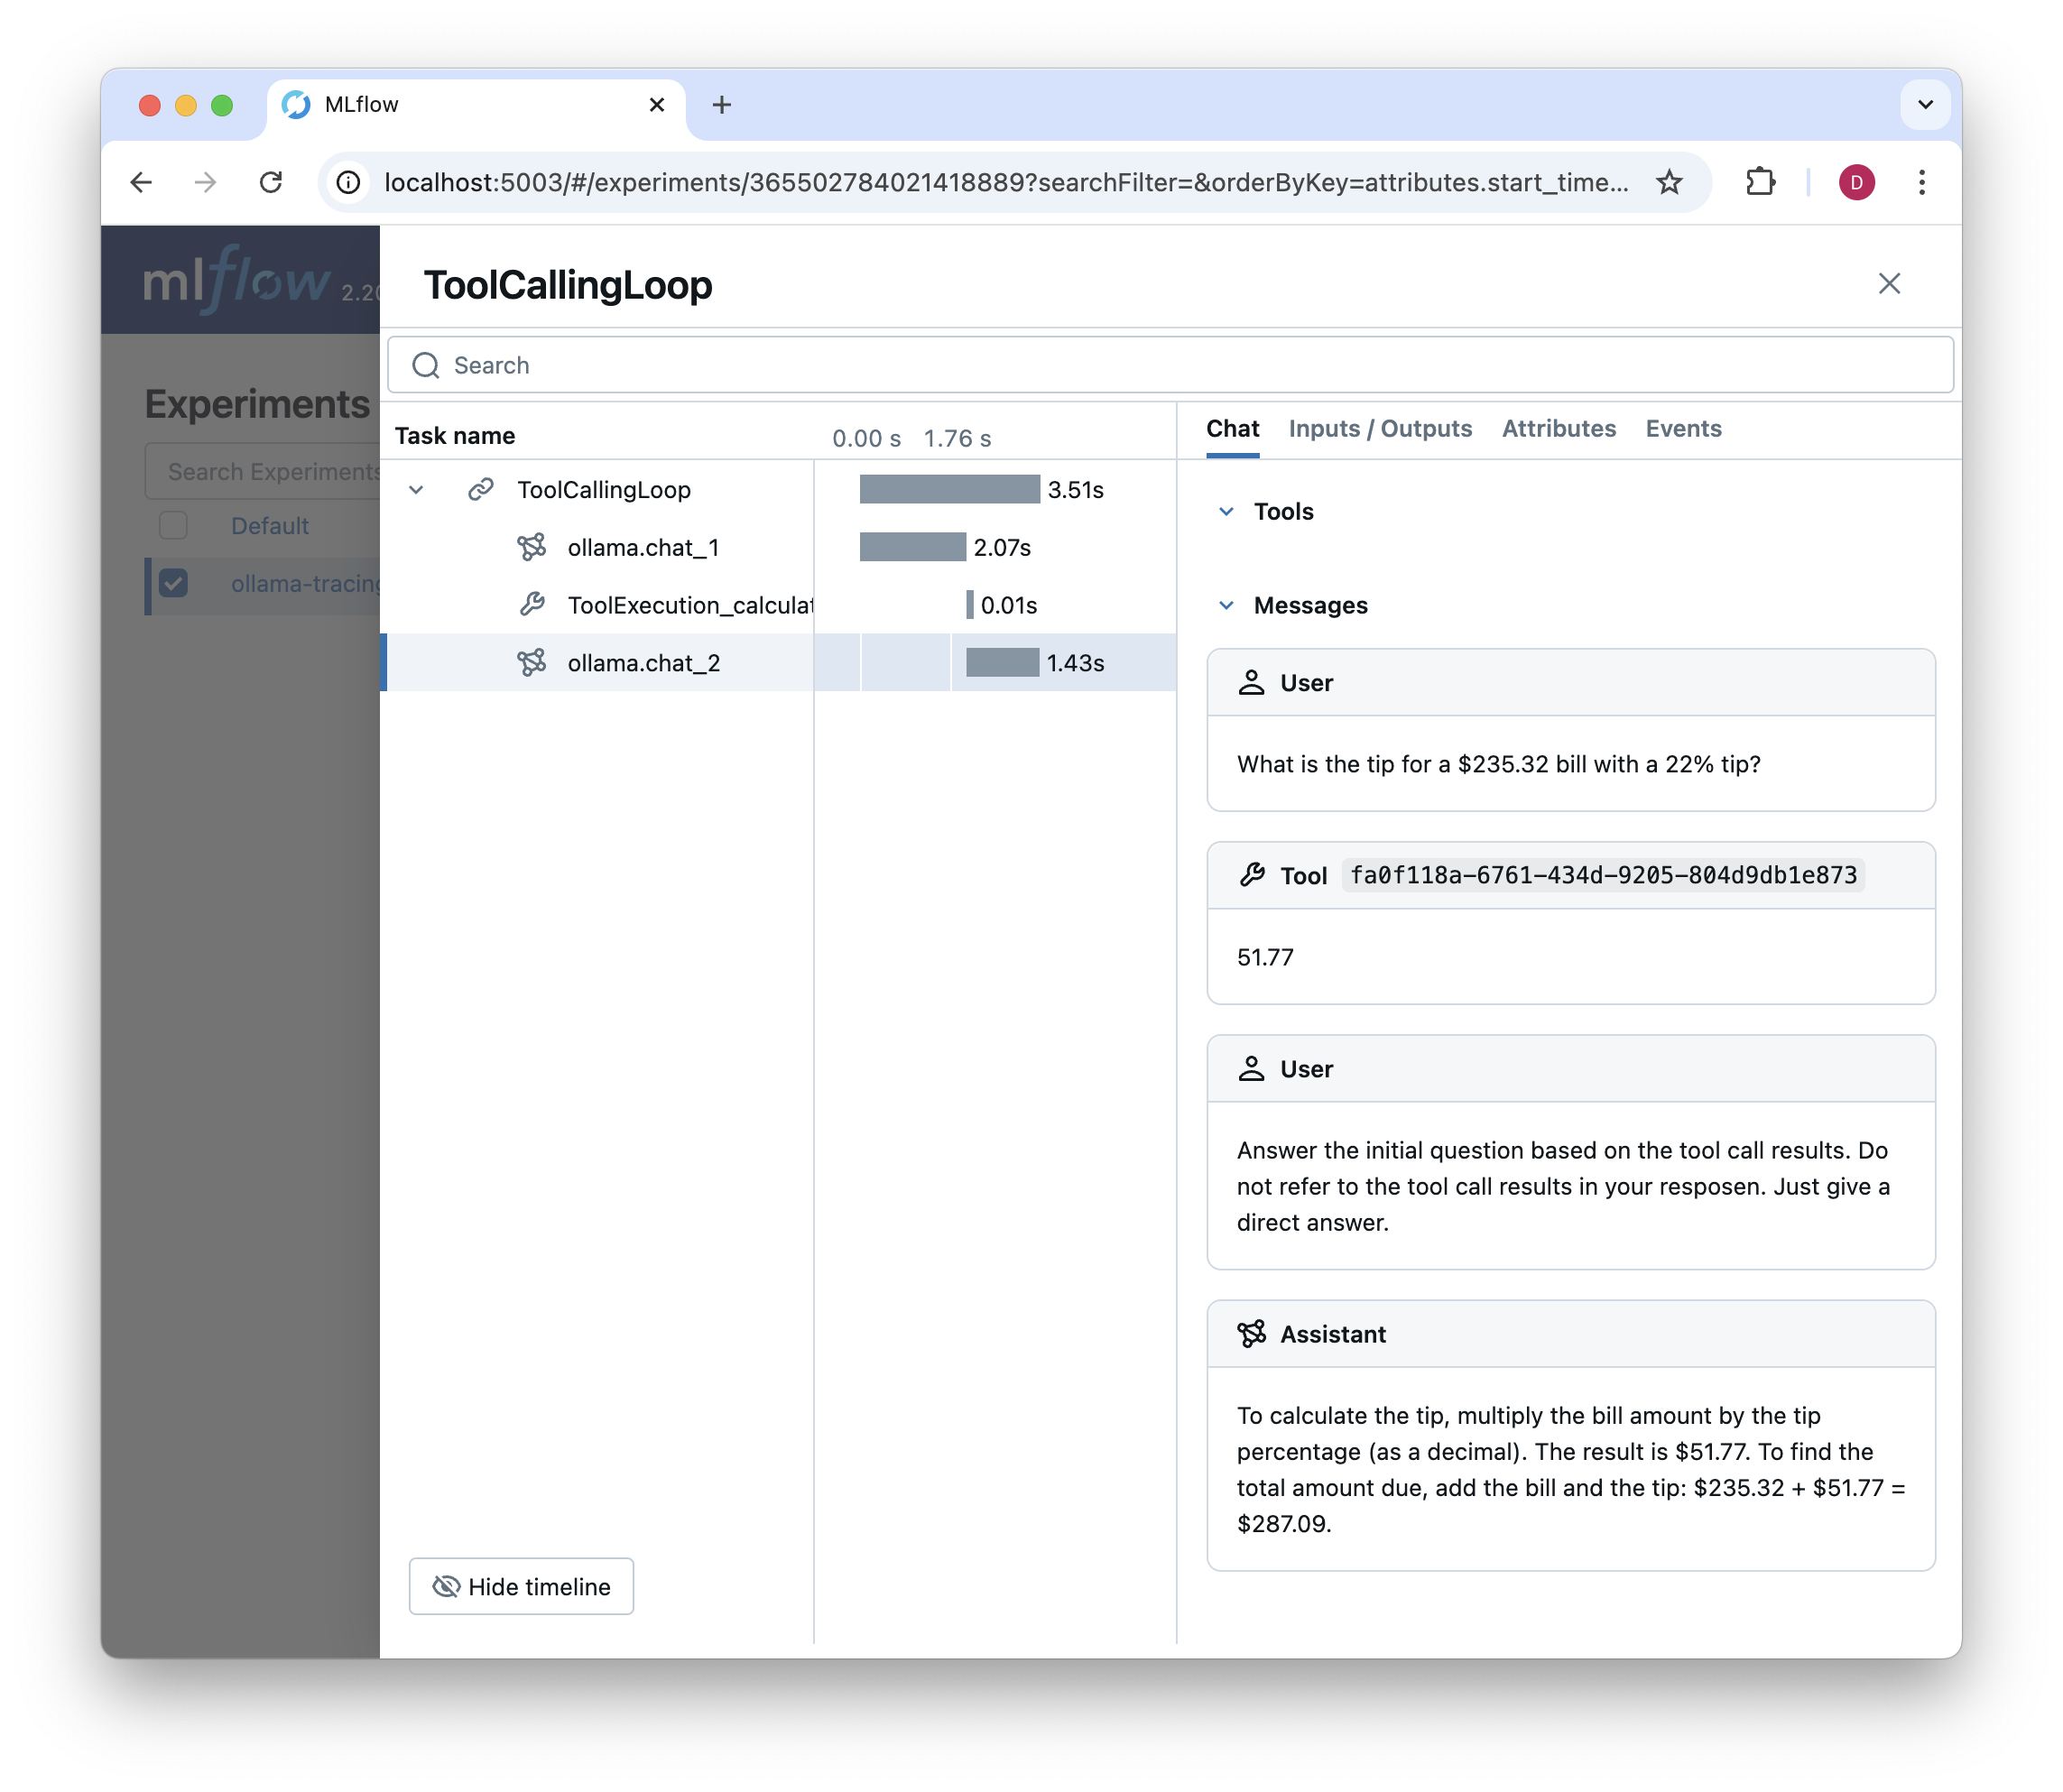 MLflow
localhost:5003/#/experiments/365502784021418889?searchFilter=&orderByKey=attributes.start_time...
D
mlflow 2.20
ToolCallingLoop
Search
Experiments
Search Experiments
Default
ollama-tracing
Task name
0.00 s 1.76 s
ToolCallingLoop 3.51s
ollama.chat_1 2.07s
ToolExecution_calculat 0.01s
ollama.chat_2 1.43s
Hide timeline
Chat Inputs / Outputs Attributes Events
Tools
Messages
User
What is the tip for a $235.32 bill with a 22% tip?
Tool fa0f118a-6761-434d-9205-804d9db1e873
51.77
User
Answer the initial question based on the tool call results. Do
not refer to the tool call results in your resposen. Just give a
direct answer.
Assistant
To calculate the tip, multiply the bill amount by the tip
percentage (as a decimal). The result is $51.77. To find the
total amount due, add the bill and the tip: $235.32 + $51.77 =
$287.09.